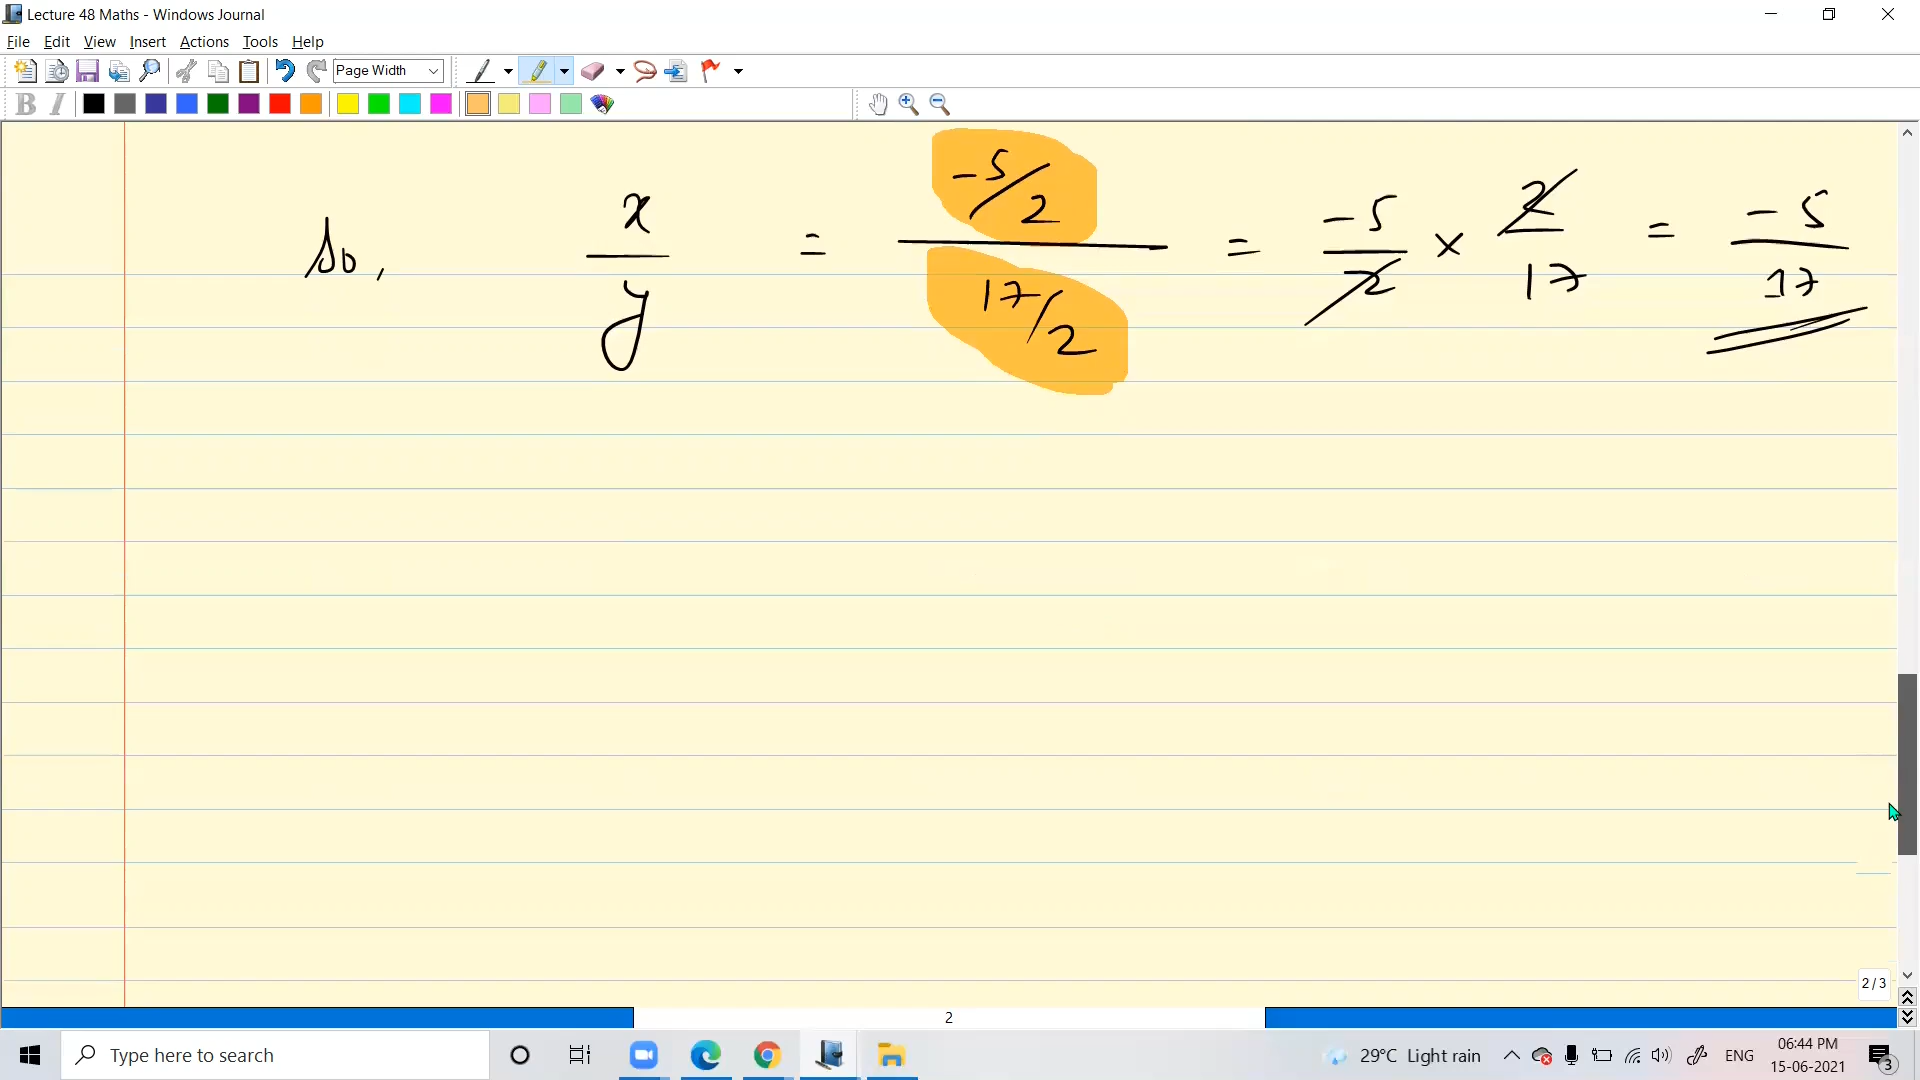 Lecture 48 Maths - Windows Journal
File Edit View Insert Actions Tools Help
Page Width
B I
So, x/y = (-5/2)/(17/2) = -5/2 × 2/17 = -5/17
2 / 3
2
Type here to search
29°C Light rain
ENG
06:44 PM
15-06-2021
3